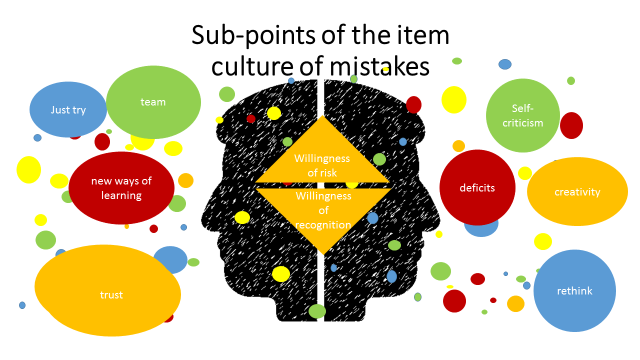 Sub-points of the item
culture of mistakes
Just try
team
new ways of
learning
trust
Willingness
of risk
Willingness
of
recognition
Self-
criticism
deficits
creativity
rethink